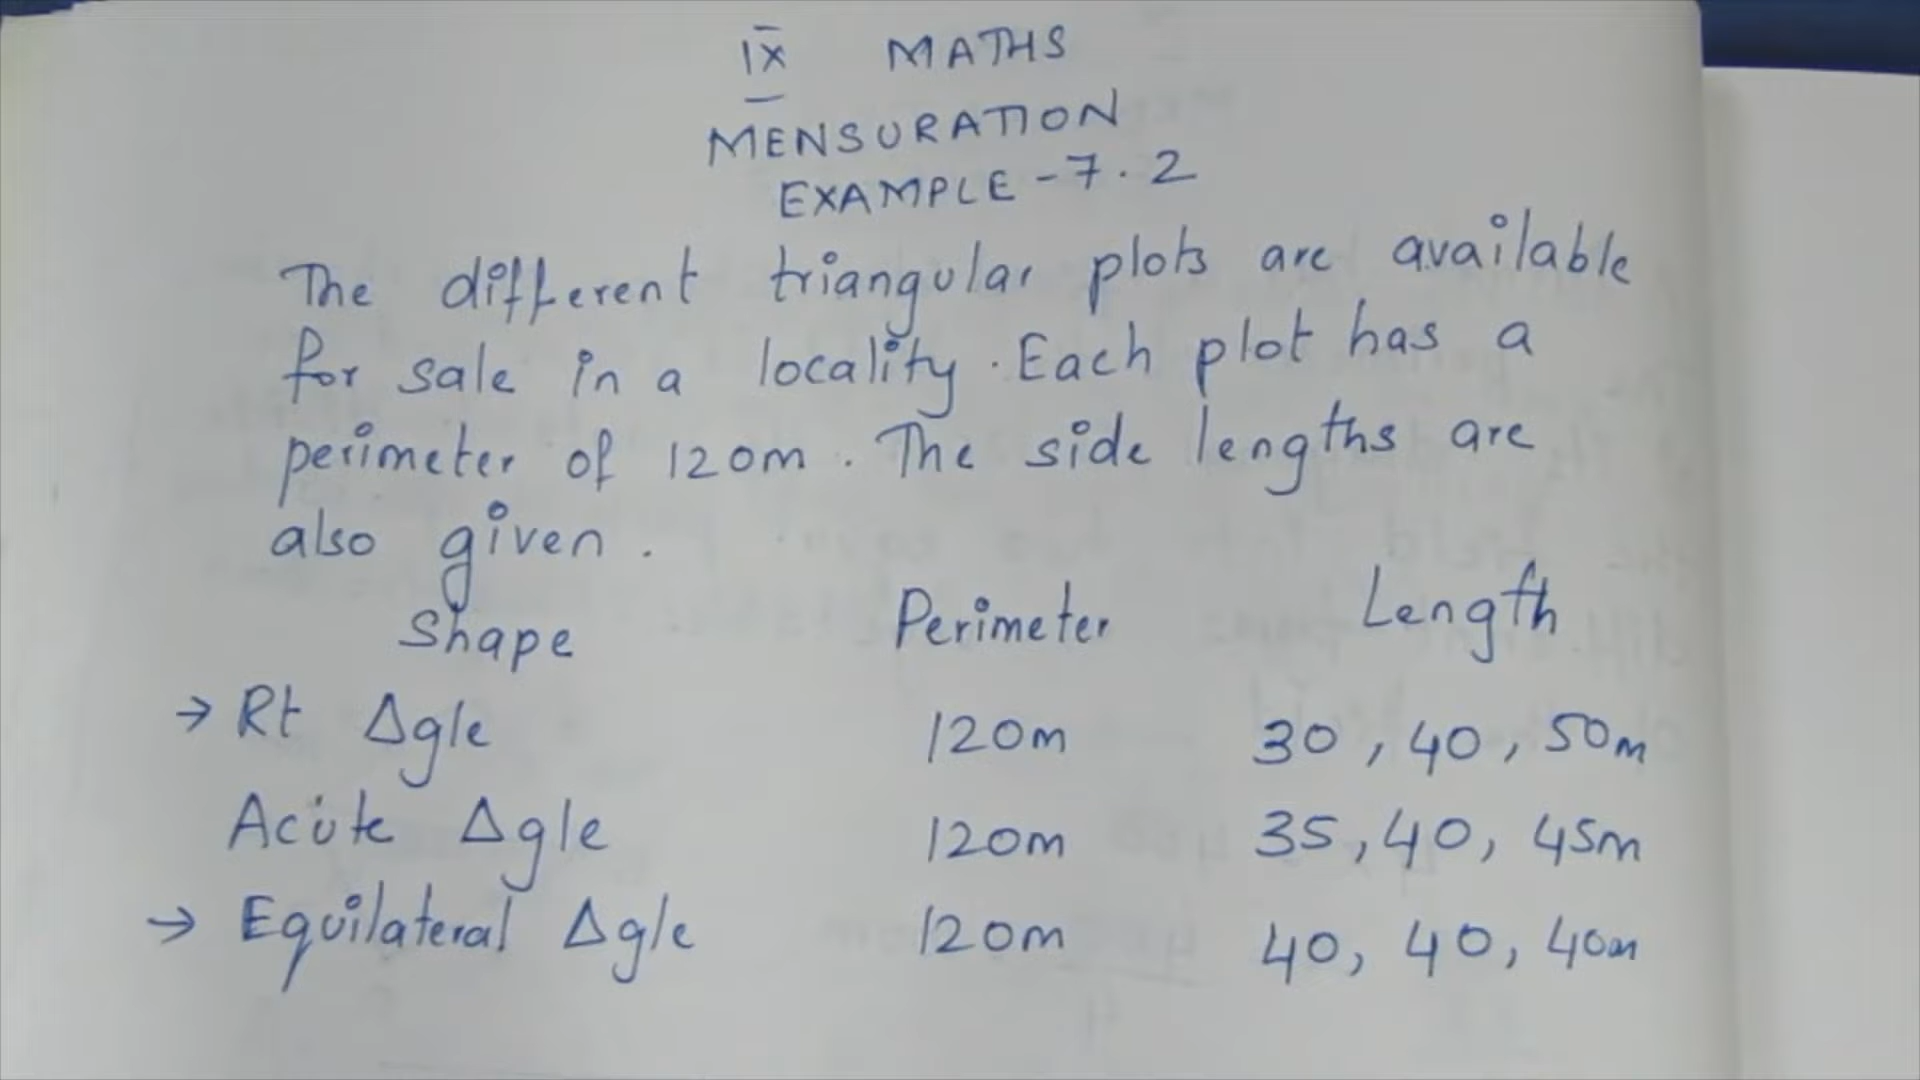 IX MATHS
MENSURATION
EXAMPLE - 7.2
The different triangular plots are available
for sale in a locality. Each plot has a
perimeter of 120m. The side lengths are
also given.
Shape Perimeter Length
→ Rt Δgle 120m 30, 40, 50m
Acute Δgle 120m 35, 40, 45m
→ Equilateral Δgle 120m 40, 40, 40m